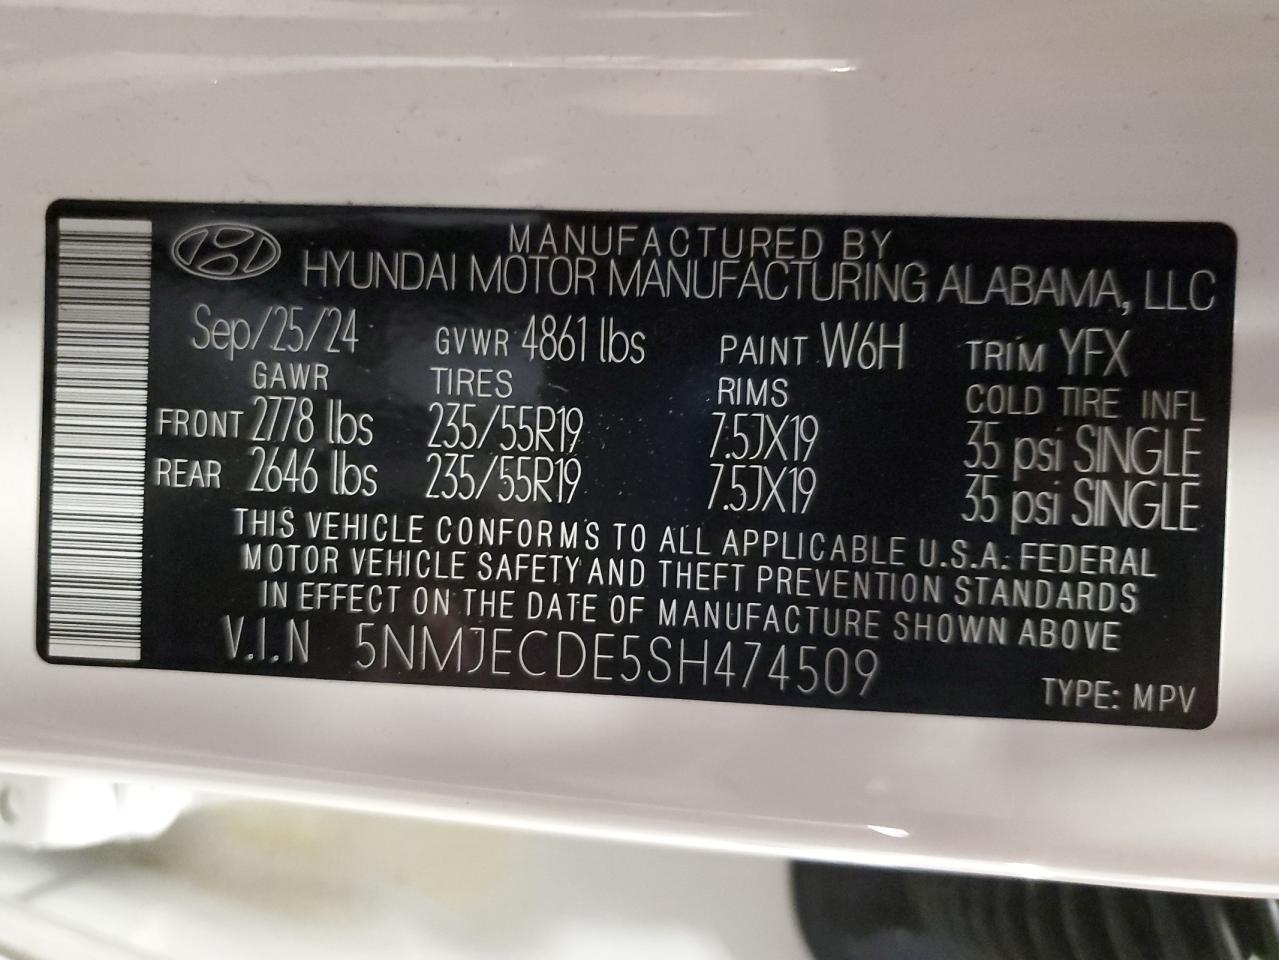 MANUFACTURED BY
HYUNDAI MOTOR MANUFACTURING ALABAMA, LLC
Sep/25/24 GVWR 4861 lbs PAINT W6H TRIM YFX
GAWR TIRES RIMS COLD TIRE INFL
FRONT 2778 lbs 235/55R19 7.5JX19 35 psi SINGLE
REAR 2646 lbs 235/55R19 7.5JX19 35 psi SINGLE
THIS VEHICLE CONFORMS TO ALL APPLICABLE U.S.A. FEDERAL
MOTOR VEHICLE SAFETY AND THEFT PREVENTION STANDARDS
IN EFFECT ON THE DATE OF MANUFACTURE SHOWN ABOVE
V.I.N 5NMJECDE5SH474509 TYPE: MPV